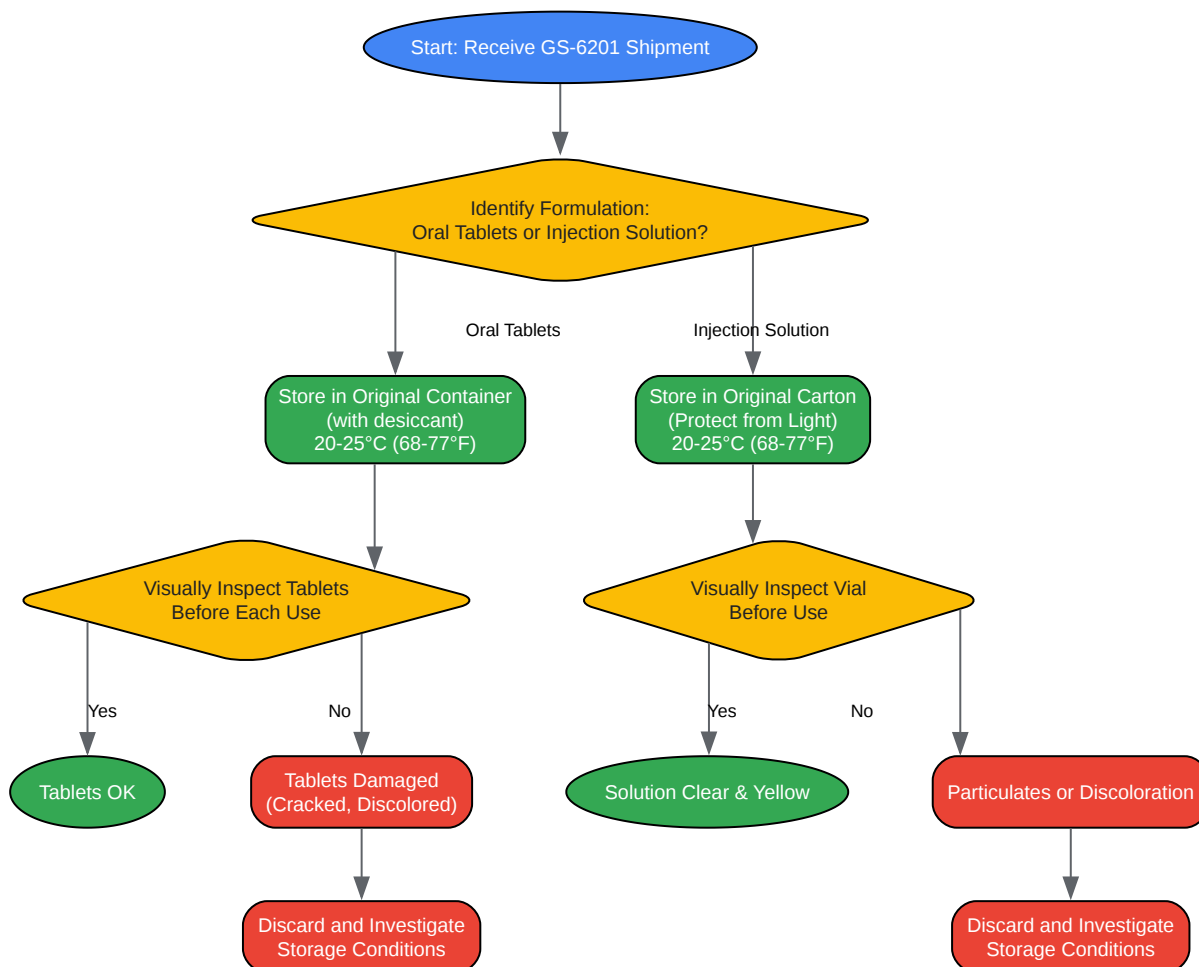 Start: Receive GS-6201 Shipment
Identify Formulation:
Oral Tablets or Injection Solution?
Oral Tablets
Injection Solution
Store in Original Container
(with desiccant)
20-25°C (68-77°F)
Store in Original Carton
(Protect from Light)
20-25°C (68-77°F)
Visually Inspect Tablets
Before Each Use
Visually Inspect Vial
Before Use
Yes
No
Yes
No
Tablets OK
Tablets Damaged
(Cracked, Discolored)
Solution Clear & Yellow
Particulates or Discoloration
Discard and Investigate
Storage Conditions
Discard and Investigate
Storage Conditions